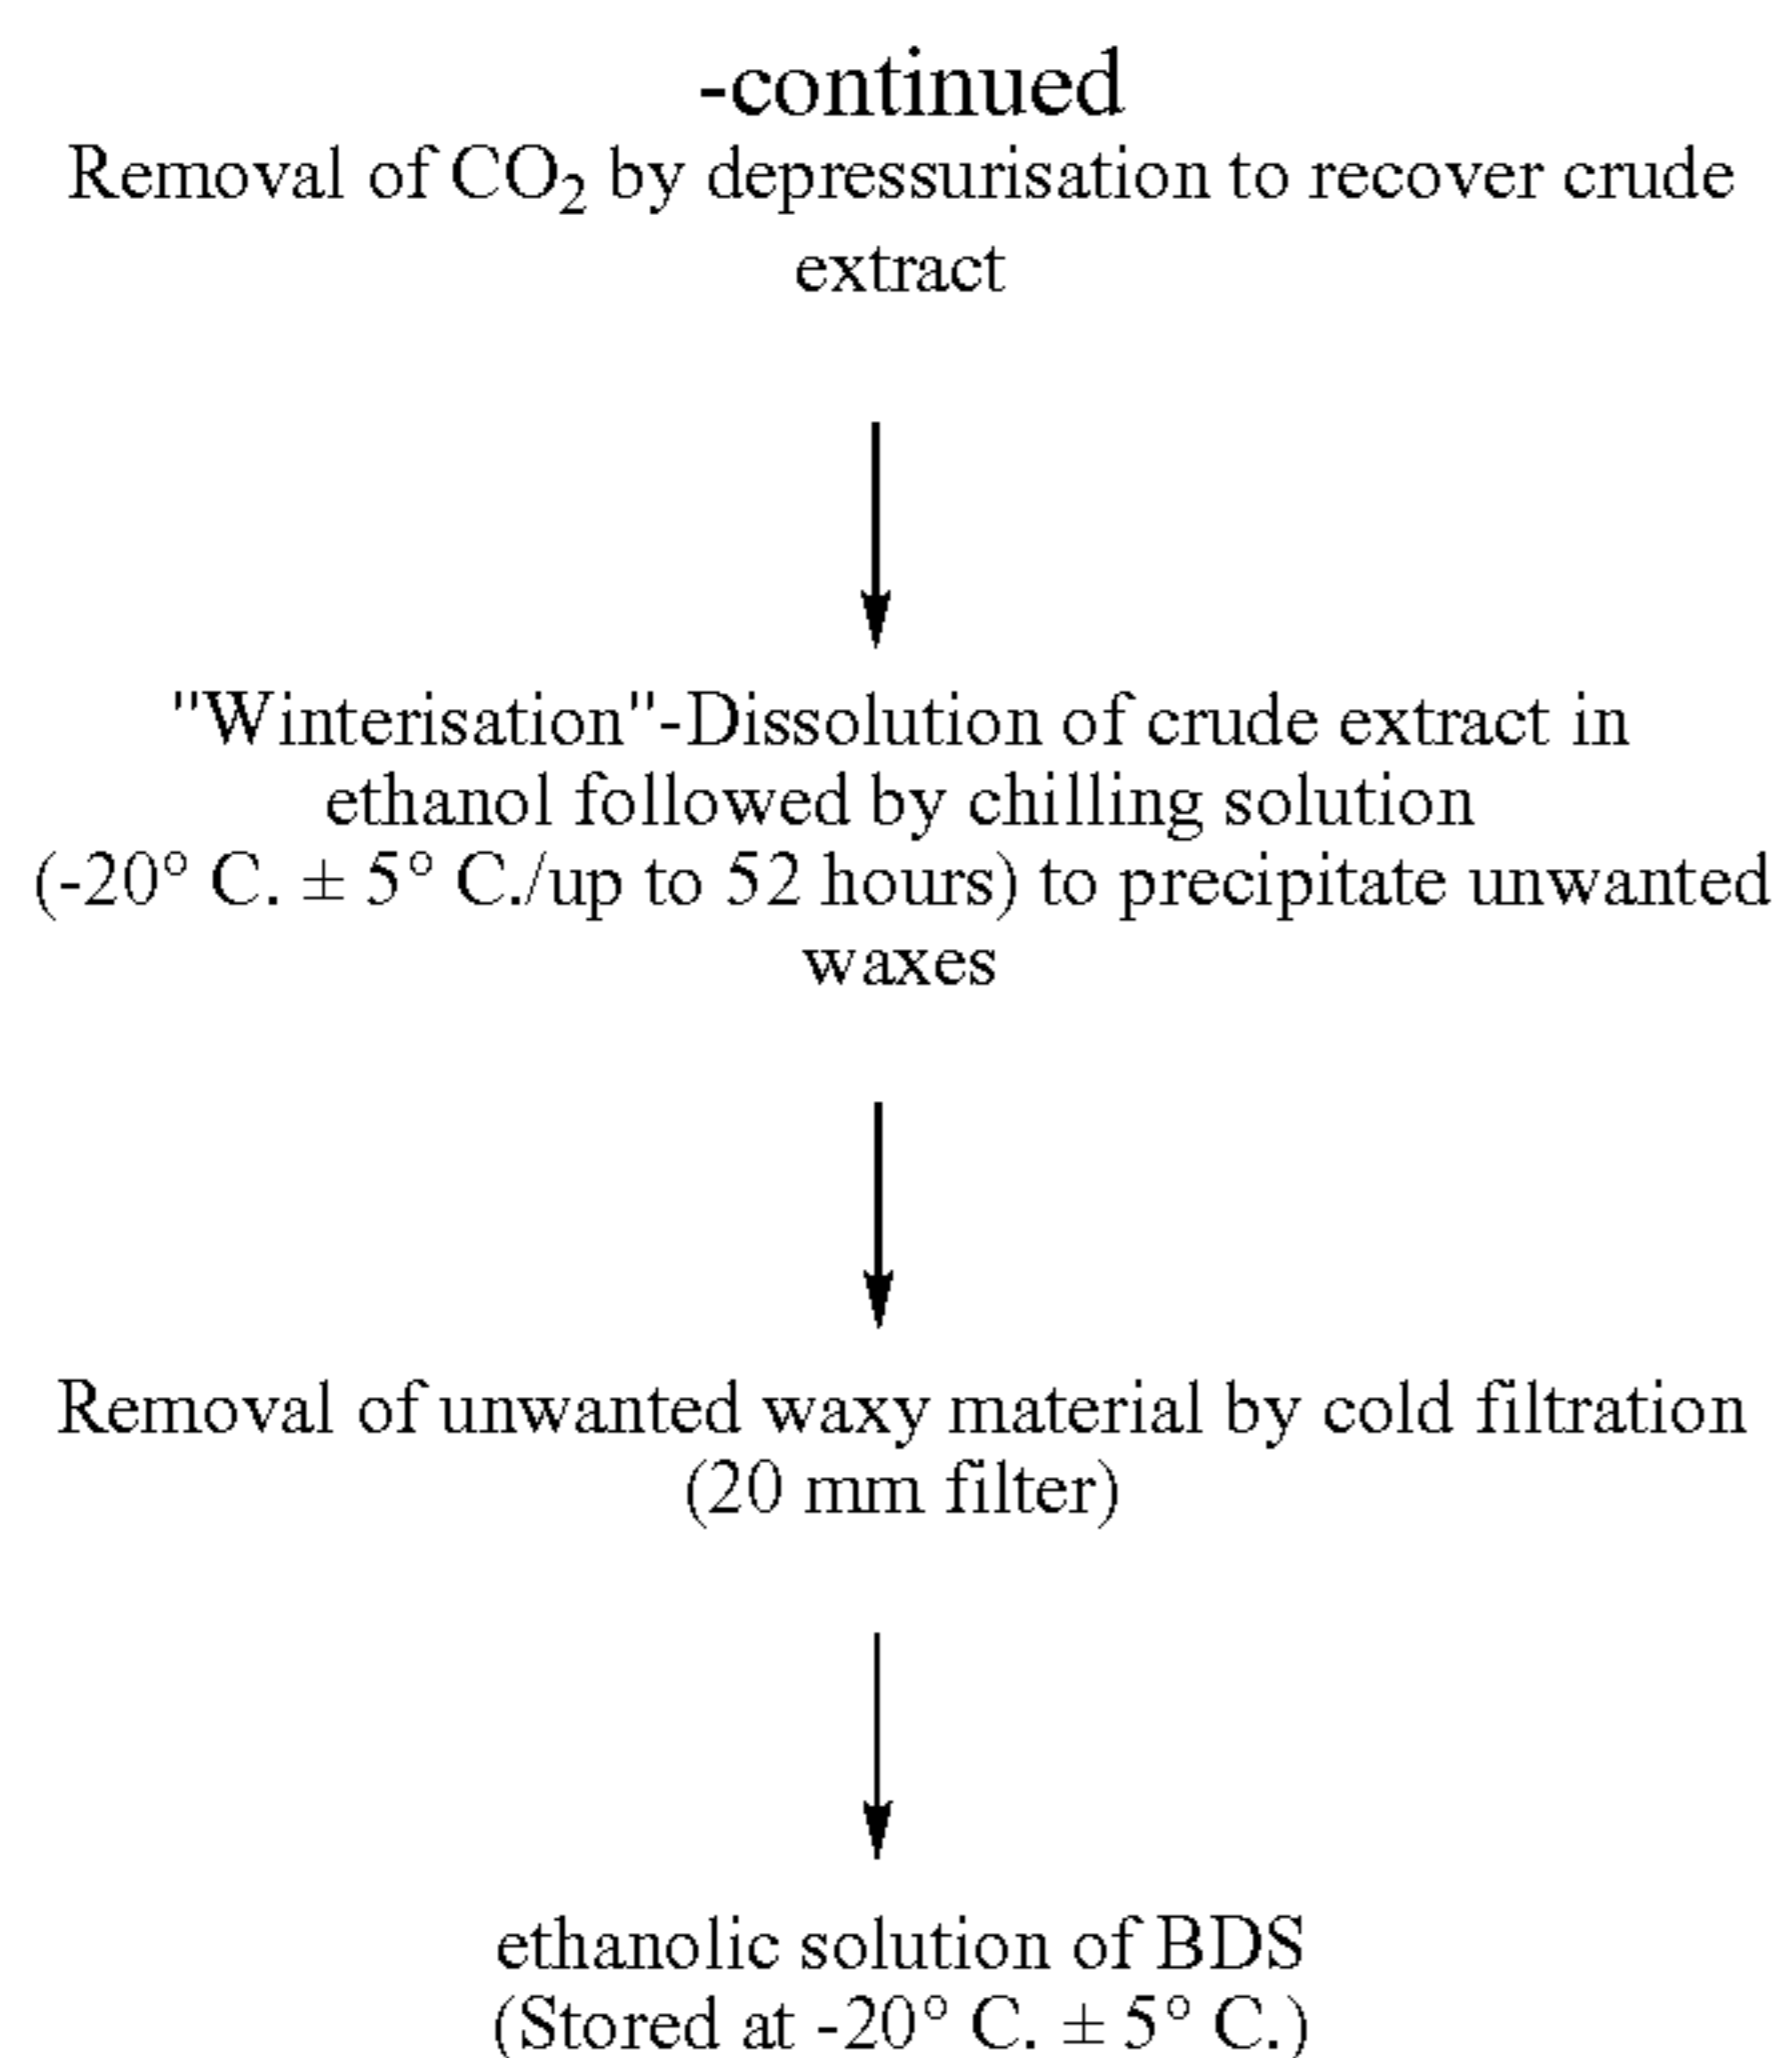 -continued
Removal of CO₂ by depressurisation to recover crude
extract
"Winterisation"-Dissolution of crude extract in
ethanol followed by chilling solution
(-20° C. ± 5° C./up to 52 hours) to precipitate unwanted
waxes
Removal of unwanted waxy material by cold filtration
(20 mm filter)
ethanolic solution of BDS
(Stored at -20° C. ± 5° C.)